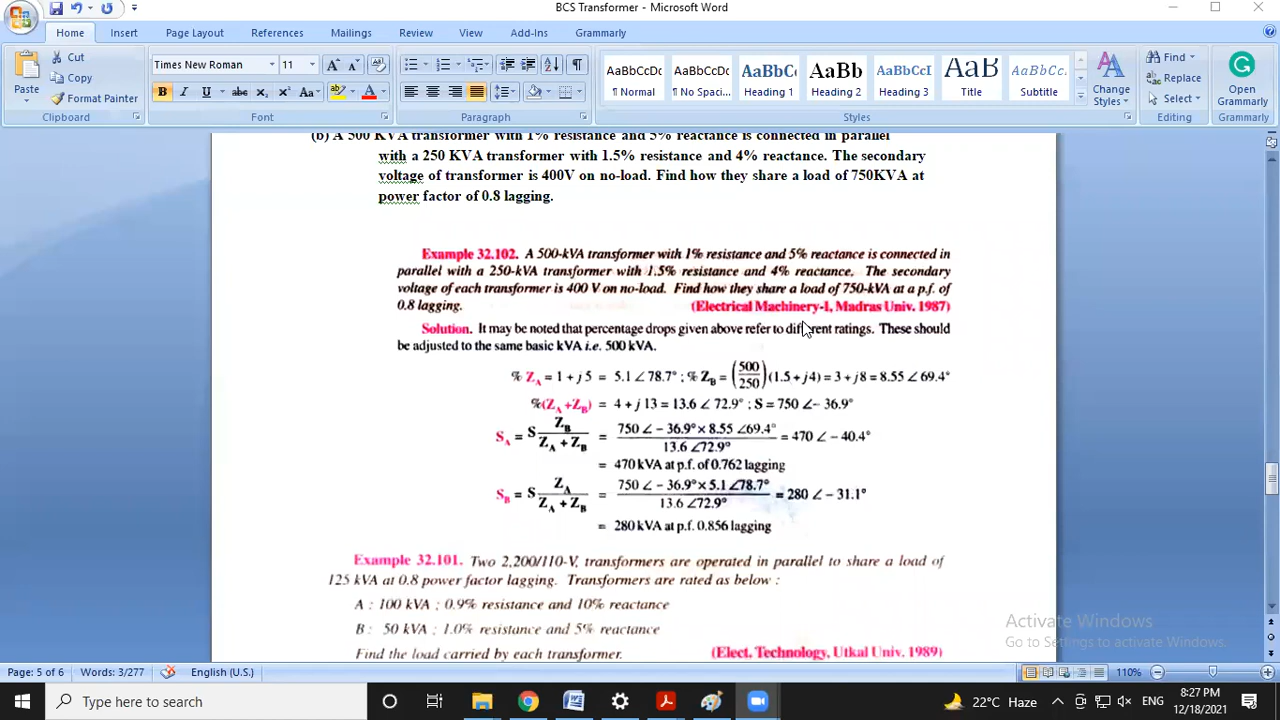 BCS Transformer - Microsoft Word
Home Insert Page Layout References Mailings Review View Add-Ins Grammarly
Paste
Cut
Copy
Format Painter
Clipboard
Times New Roman 11
Font
Paragraph
AaBbCcDc AaBbCcDc AaBbC AaBb AaBbCcI AaB AaBbCc.
¶ Normal ¶ No Spaci... Heading 1 Heading 2 Heading 3 Title Subtitle
Change Styles
Styles
Find
Replace
Select
Editing
Open Grammarly
Grammarly
(b) A 500 KVA transformer with 1% resistance and 5% reactance is connected in parallel
with a 250 KVA transformer with 1.5% resistance and 4% reactance. The secondary
voltage of transformer is 400V on no-load. Find how they share a load of 750KVA at
power factor of 0.8 lagging.
Example 32.102. A 500-kVA transformer with 1% resistance and 5% reactance is connected in
parallel with a 250-kVA transformer with 1.5% resistance and 4% reactance. The secondary
voltage of each transformer is 400 V on no-load. Find how they share a load of 750-kVA at a p.f. of
0.8 lagging. (Electrical Machinery-I, Madras Univ. 1987)
Solution. It may be noted that percentage drops given above refer to different ratings. These should
be adjusted to the same basic kVA i.e. 500 kVA.
% Z_A = 1 + j 5 = 5.1 ∠ 78.7° ; % Z_B = (500/250) (1.5 + j4) = 3 + j8 = 8.55 ∠ 69.4°
%(Z_A + Z_B) = 4 + j 13 = 13.6 ∠ 72.9° ; S = 750 ∠– 36.9°
S_A = S Z_B / (Z_A + Z_B) = 750 ∠ – 36.9° × 8.55 ∠69.4° / 13.6 ∠72.9° = 470 ∠ – 40.4°
= 470 kVA at p.f. of 0.762 lagging
S_B = S Z_A / (Z_A + Z_B) = 750 ∠ – 36.9° × 5.1 ∠78.7° / 13.6 ∠72.9° = 280 ∠ – 31.1°
= 280 kVA at p.f. 0.856 lagging
Example 32.101. Two 2,200/110-V, transformers are operated in parallel to share a load of
125 kVA at 0.8 power factor lagging. Transformers are rated as below :
A : 100 kVA ; 0.9% resistance and 10% reactance
B : 50 kVA ; 1.0% resistance and 5% reactance
Find the load carried by each transformer. (Elect. Technology, Utkal Univ. 1989)
Activate Windows
Go to Settings to activate Windows.
Page: 5 of 6 Words: 3/277 English (U.S.) 110%
Type here to search
22°C Haze ENG 8:27 PM
12/18/2021